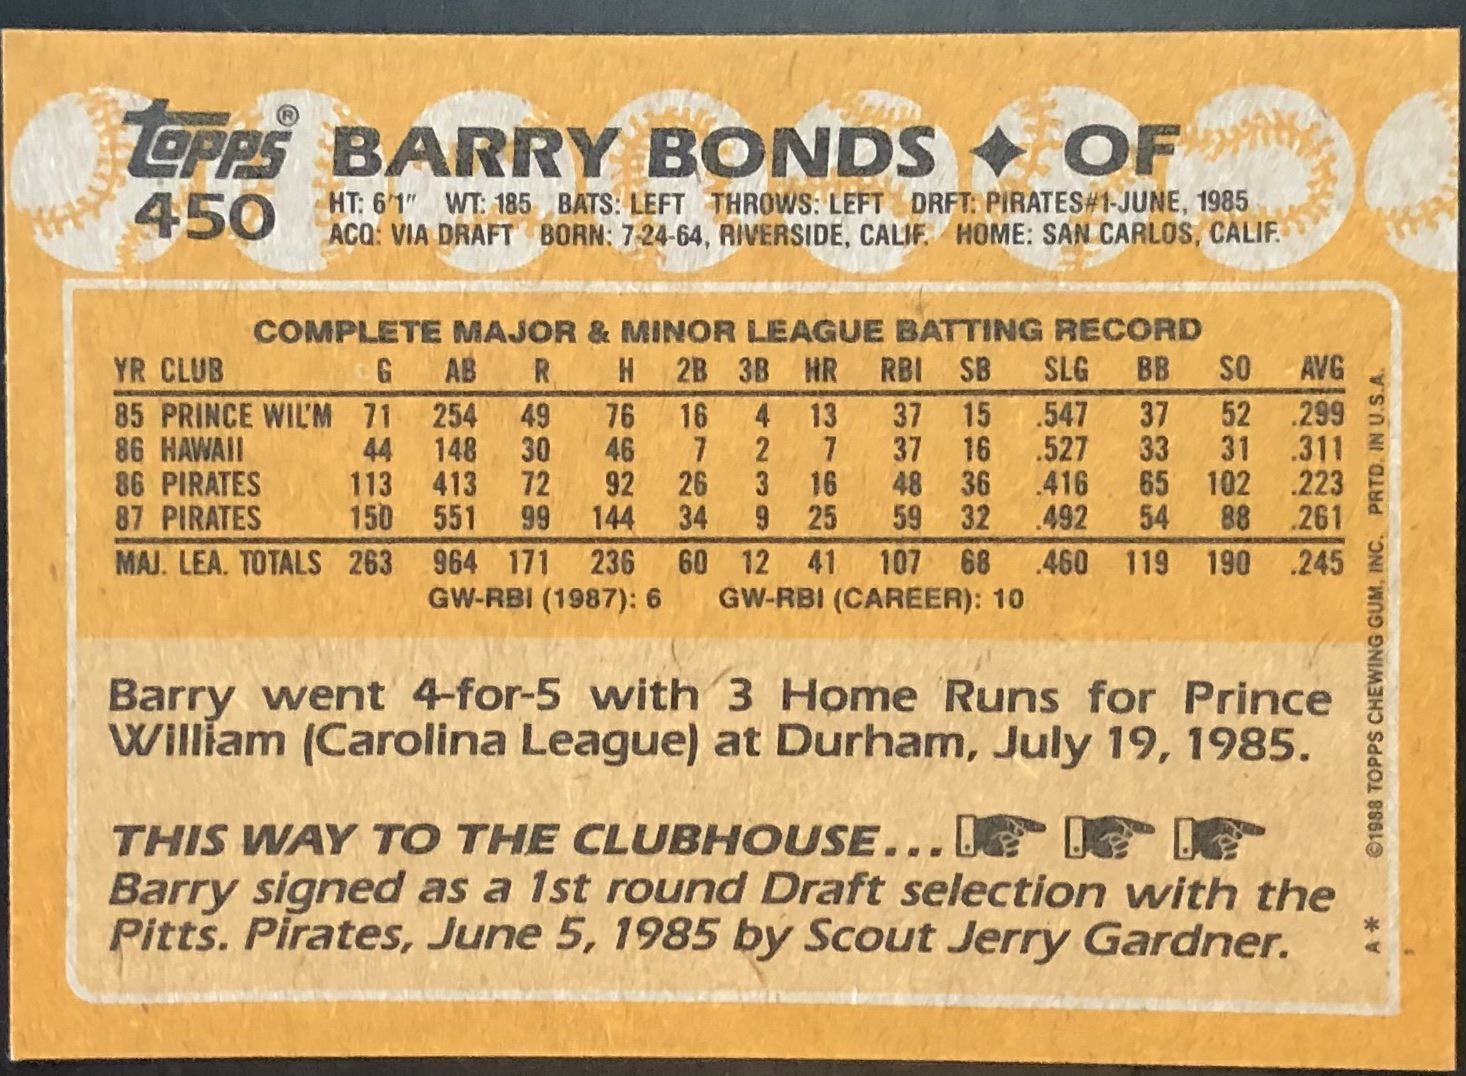 topps® BARRY BONDS ✦ OF
450
HT: 6'1" WT: 185 BATS: LEFT THROWS: LEFT DRFT: PIRATES#1-JUNE, 1985
ACQ: VIA DRAFT BORN: 7-24-64, RIVERSIDE, CALIF. HOME: SAN CARLOS, CALIF.
COMPLETE MAJOR & MINOR LEAGUE BATTING RECORD
YR CLUB G AB R H 2B 3B HR RBI SB SLG BB SO AVG
85 PRINCE WIL'M 71 254 49 76 16 4 13 37 15 .547 37 52 .299
86 HAWAII 44 148 30 46 7 2 7 37 16 .527 33 31 .311
86 PIRATES 113 413 72 92 26 3 16 48 36 .416 65 102 .223
87 PIRATES 150 551 99 144 34 9 25 59 32 .492 54 88 .261
MAJ. LEA. TOTALS 263 964 171 236 60 12 41 107 68 .460 119 190 .245
GW-RBI (1987): 6 GW-RBI (CAREER): 10
Barry went 4-for-5 with 3 Home Runs for Prince
William (Carolina League) at Durham, July 19, 1985.
THIS WAY TO THE CLUBHOUSE...
Barry signed as a 1st round Draft selection with the
Pitts. Pirates, June 5, 1985 by Scout Jerry Gardner.
A* ©1988 TOPPS CHEWING GUM, INC. PRTD. IN U.S.A.